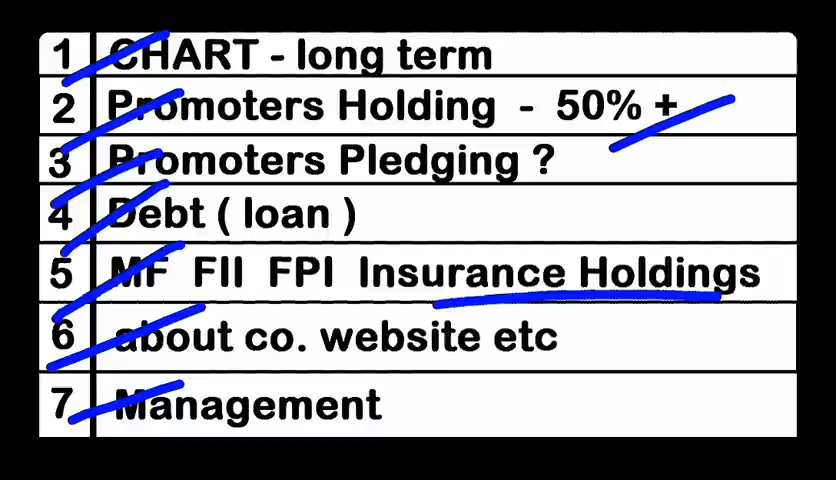 1 CHART - long term
2 Promoters Holding - 50% +
3 Promoters Pledging ?
4 Debt ( loan )
5 MF FII FPI Insurance Holdings
6 about co. website etc
7 Management